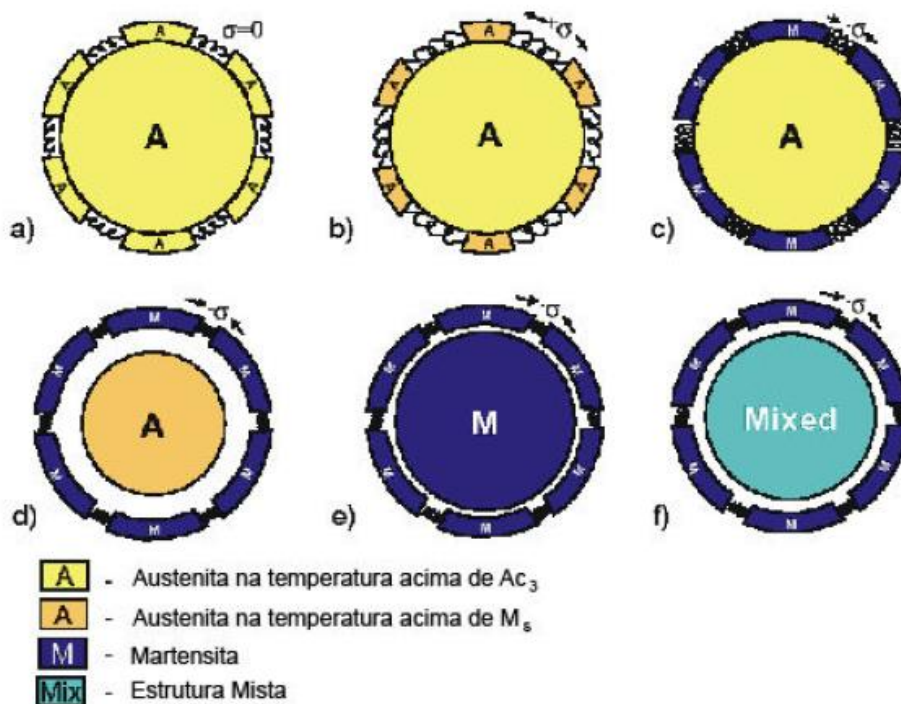 A σ=0
A A
A
A A
a) A
A +σ
A A
A
A A
b) A
M -σ
M M
A
M M
c) M
M -σ
M M
A
M M
d) M
M -σ
M M
M
M M
e) M
M -σ
M M
Mixed
M M
f) M
A - Austenita na temperatura acima de Ac₃
A - Austenita na temperatura acima de Mₛ
M - Martensita
Mix - Estrutura Mista